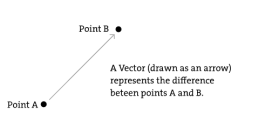 Point B
A Vector (drawn as an arrow)
represents the difference
beteen points A and B.
Point A